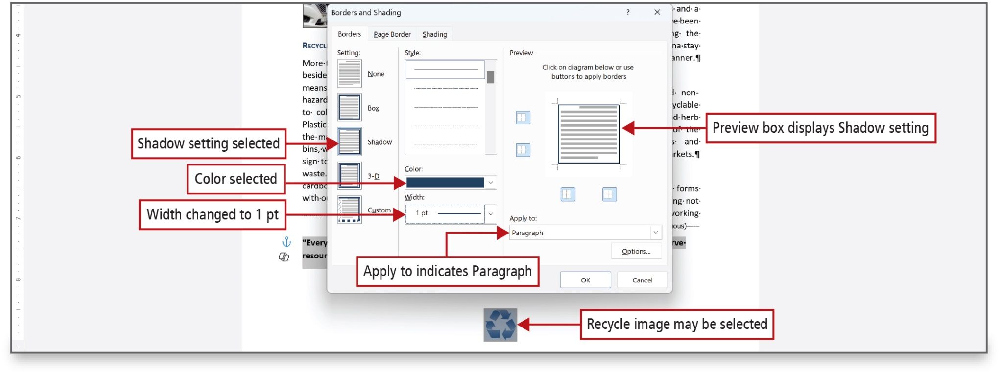 Borders and Shading
?
Borders
Page Border
Shading
Setting:
None
Box
Shadow
3-D
Custom
Style:
Color:
Width:
1 pt
Preview
Click on diagram below or use
buttons to apply borders
Apply to:
Paragraph
Options...
OK
Cancel
Shadow setting selected
Color selected
Width changed to 1 pt
Apply to indicates Paragraph
Preview box displays Shadow setting
Recycle image may be selected
4
5
6
7
8
More
beside
means
hazard
to· col
Plastic
the·ma
bins,·w
sign·to
waste.
cardbo
with·ou
“Every
resour
·and·a·
e·been·
ng· the·
na·stay·
anner.¶
· non-
yclable·
d·herb·
of· the·
s· and·
rkets.¶
· forms·
ng· not·
orking·
ous)
rve·